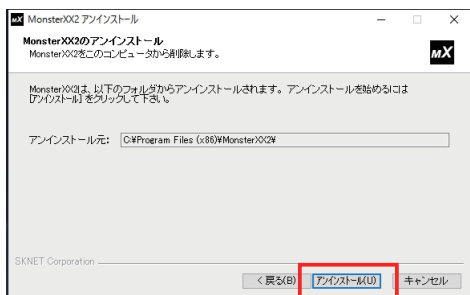 MX MonsterXX2 アンインストール
MonsterXX2のアンインストール
MonsterXX2をこのコンピュータから削除します。
MX
MonsterXX2は、以下のフォルダからアンインストールされます。アンインストールを始めるには
[アンインストール] をクリックして下さい。
アンインストール元: C:¥Program Files (x86)¥MonsterXX2¥
SKNET Corporation
< 戻る(B) アンインストール(U) キャンセル